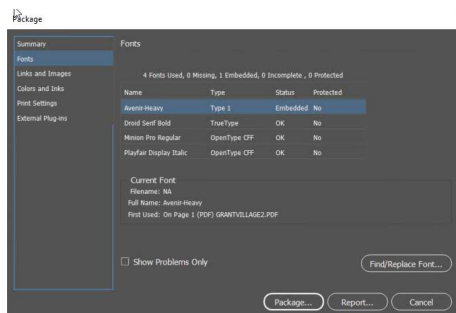 Package
Summary
Fonts
Links and Images
Colors and Inks
Print Settings
External Plug-ins
Fonts
4 Fonts Used, 0 Missing, 1 Embedded, 0 Incomplete , 0 Protected
Name Type Status Protected
Avenir-Heavy Type 1 Embedded No
Droid Serif Bold TrueType OK No
Minion Pro Regular OpenType CFF OK No
Playfair Display Italic OpenType CFF OK No
Current Font
Filename: NA
Full Name: Avenir-Heavy
First Used: On Page 1 (PDF) GRANTVILLAGE2.PDF
Show Problems Only
Find/Replace Font...
Package... Report... Cancel